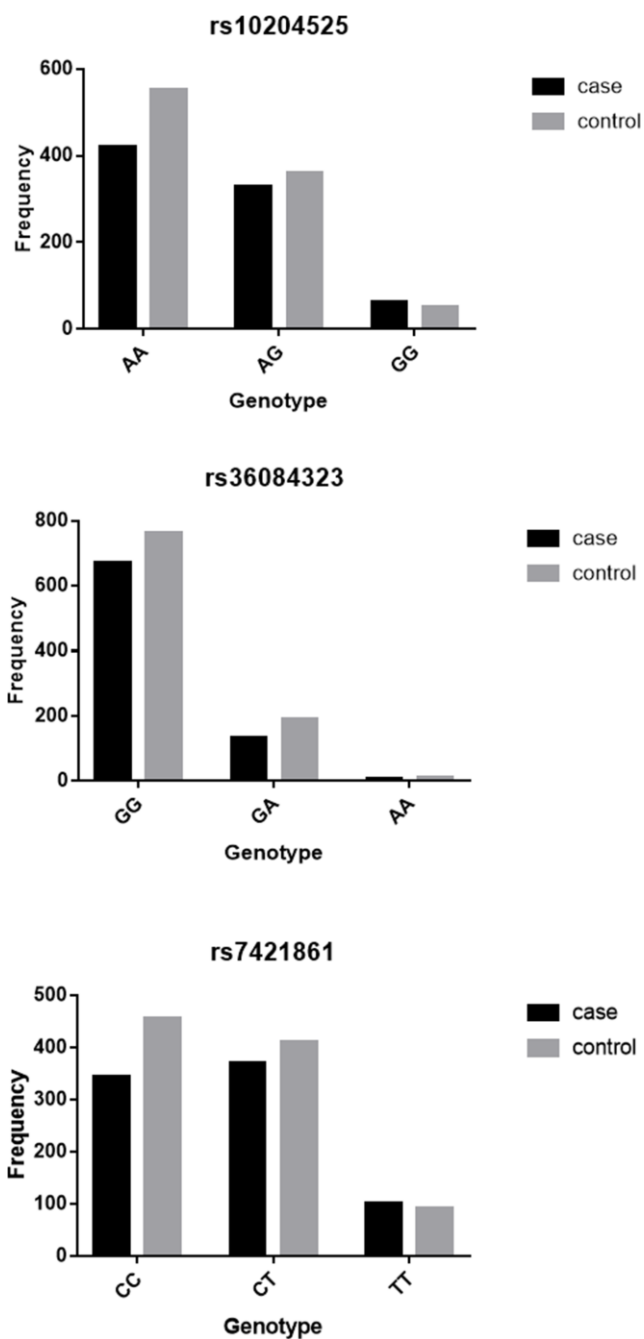 rs10204525
600
400
200
0
Frequency
AA
AG
GG
Genotype
case
control
rs36084323
800
600
400
200
0
Frequency
GG
GA
AA
Genotype
case
control
rs7421861
500
400
300
200
100
0
Frequency
CC
CT
TT
Genotype
case
control